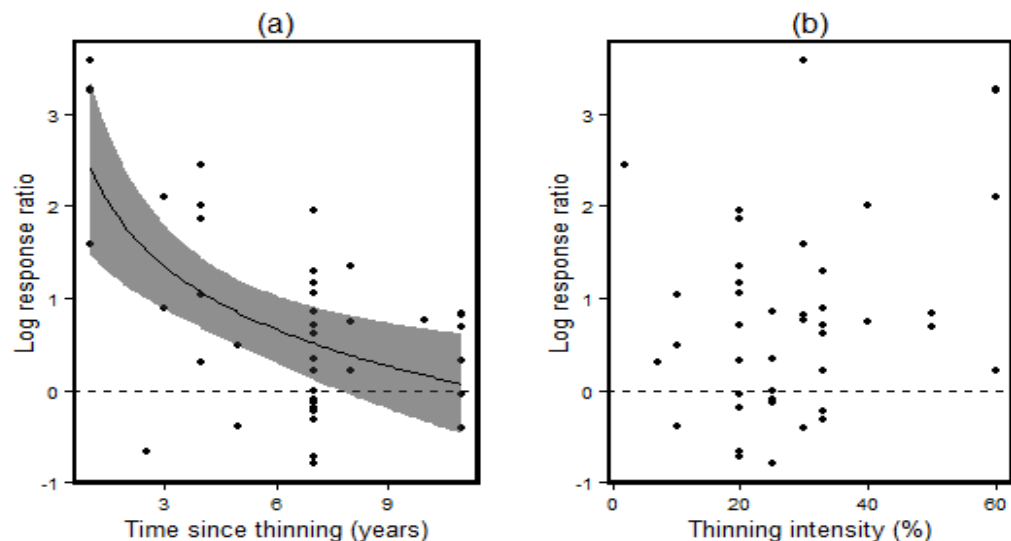 (a)
(b)
Log response ratio
3
2
1
0
-1
3
6
9
Time since thinning (years)
Log response ratio
3
2
1
0
-1
0
20
40
60
Thinning intensity (%)